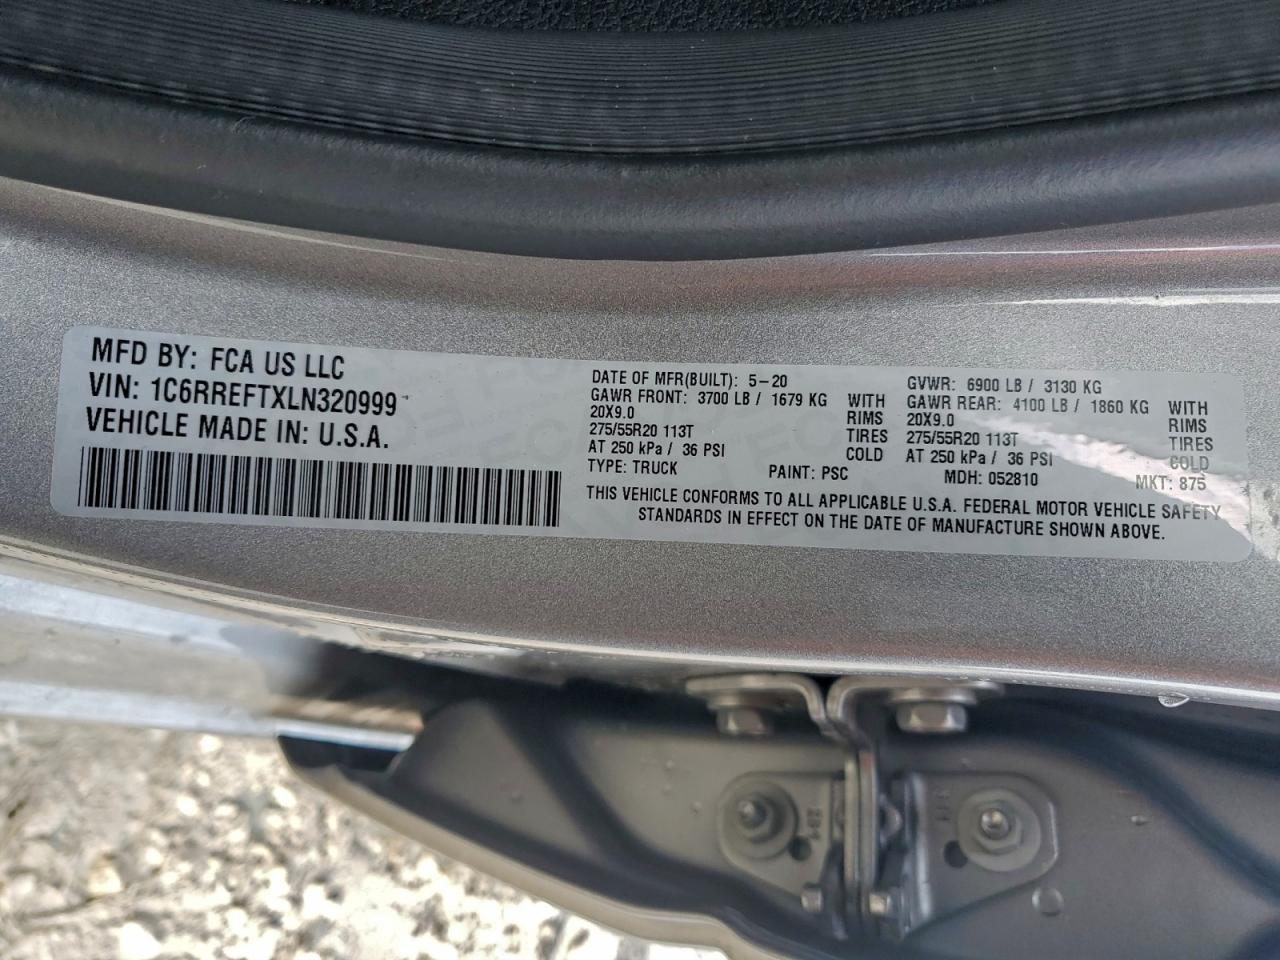 MFD BY: FCA US LLC
VIN: 1C6RREFTXLN320999
VEHICLE MADE IN: U.S.A.
DATE OF MFR(BUILT): 5-20
GAWR FRONT: 3700 LB / 1679 KG WITH
20X9.0 RIMS
275/55R20 113T TIRES
AT 250 kPa / 36 PSI COLD
TYPE: TRUCK PAINT: PSC
GVWR: 6900 LB / 3130 KG
GAWR REAR: 4100 LB / 1860 KG WITH
20X9.0 RIMS
275/55R20 113T TIRES
AT 250 kPa / 36 PSI COLD
MDH: 052810 MKT: 875
THIS VEHICLE CONFORMS TO ALL APPLICABLE U.S.A. FEDERAL MOTOR VEHICLE SAFETY
STANDARDS IN EFFECT ON THE DATE OF MANUFACTURE SHOWN ABOVE.